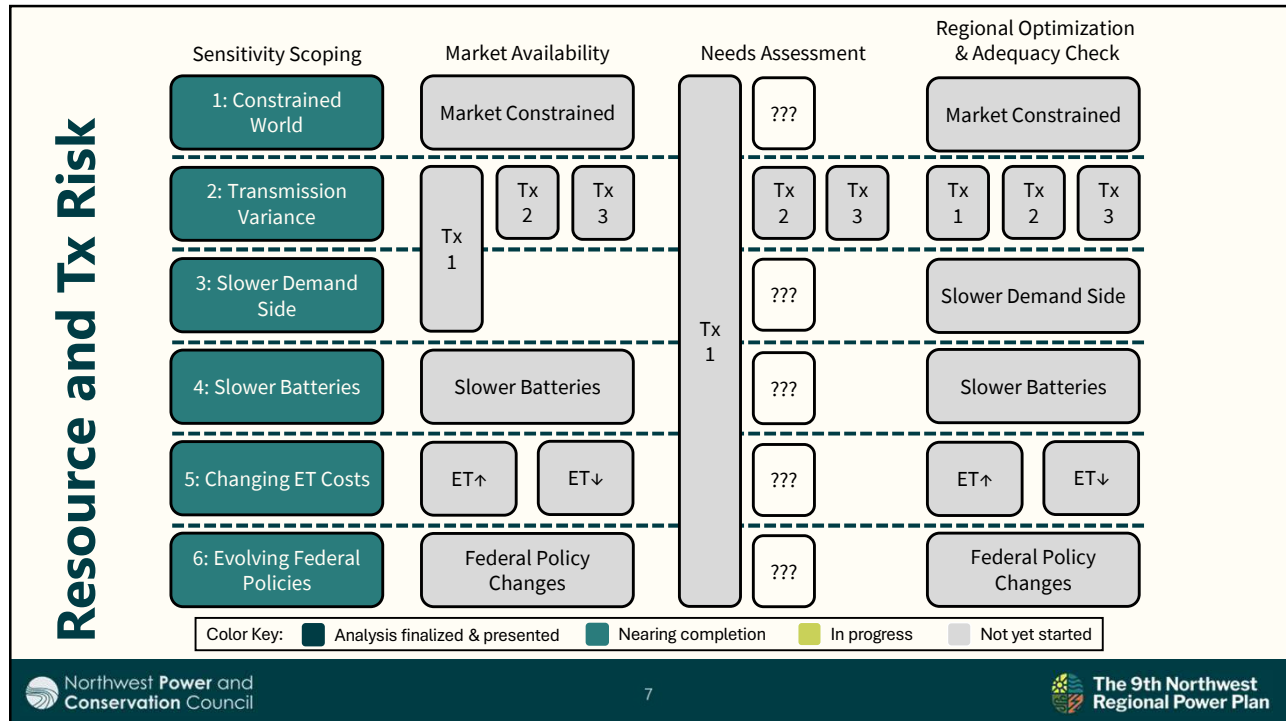 Resource and Tx Risk
Sensitivity Scoping
Market Availability
Needs Assessment
Regional Optimization
& Adequacy Check
1: Constrained
World
Market Constrained
Tx
1
???
Market Constrained
2: Transmission
Variance
Tx
1
Tx
2
Tx
3
Tx
2
Tx
3
Tx
1
Tx
2
Tx
3
3: Slower Demand
Side
???
Slower Demand Side
4: Slower Batteries
Slower Batteries
???
Slower Batteries
5: Changing ET Costs
ET↑
ET↓
???
ET↑
ET↓
6: Evolving Federal
Policies
Federal Policy
Changes
???
Federal Policy
Changes
Color Key: Analysis finalized & presented Nearing completion In progress Not yet started
Northwest Power and
Conservation Council
7
The 9th Northwest
Regional Power Plan